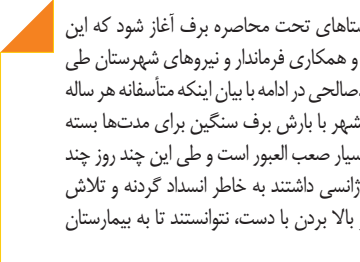 ستاهای تحت محاصره برف آغاز شود که این
و همکاری فرماندار و نیروهای شهرستان طی
صالحی در ادامه با بیان اینکه متأسفانه هر ساله
شهر با بارش برف سنگین برای مدت‌ها بسته
سیار صعب العبور است و طی این چند روز چند
ژانسی داشتند به خاطر انسداد گردنه و تلاش
بالا بردن با دست، نتوانستند تا به بیمارستان